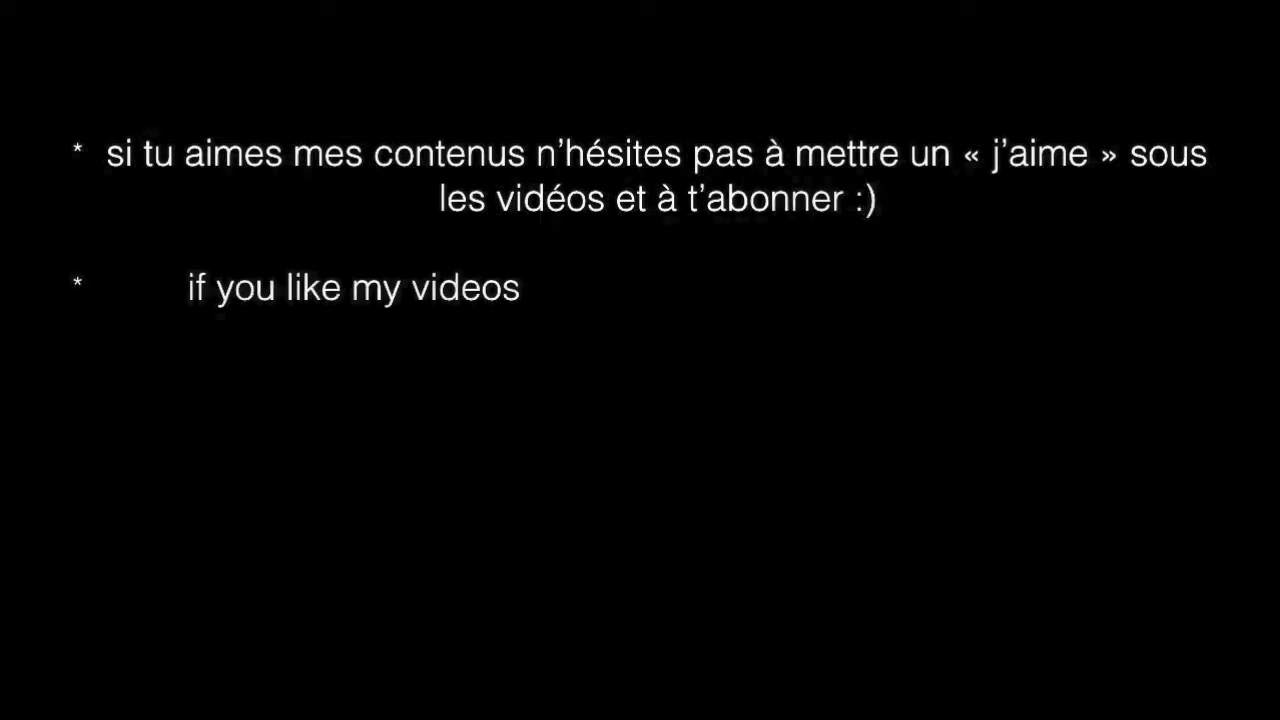 * si tu aimes mes contenus n’hésites pas à mettre un « j’aime » sous
les vidéos et à t’abonner :)
* if you like my videos